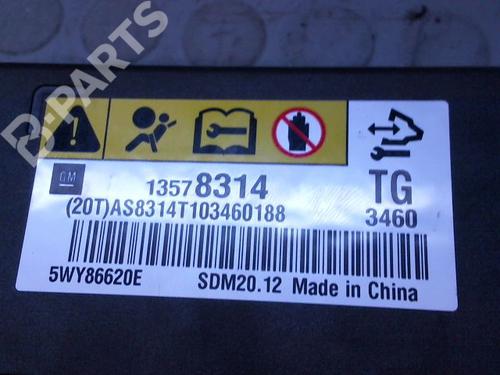 B-PARTS
GM
13578314
TG
(20T)AS8314T103460188
3460
5WY86620E
SDM20.12 Made in China